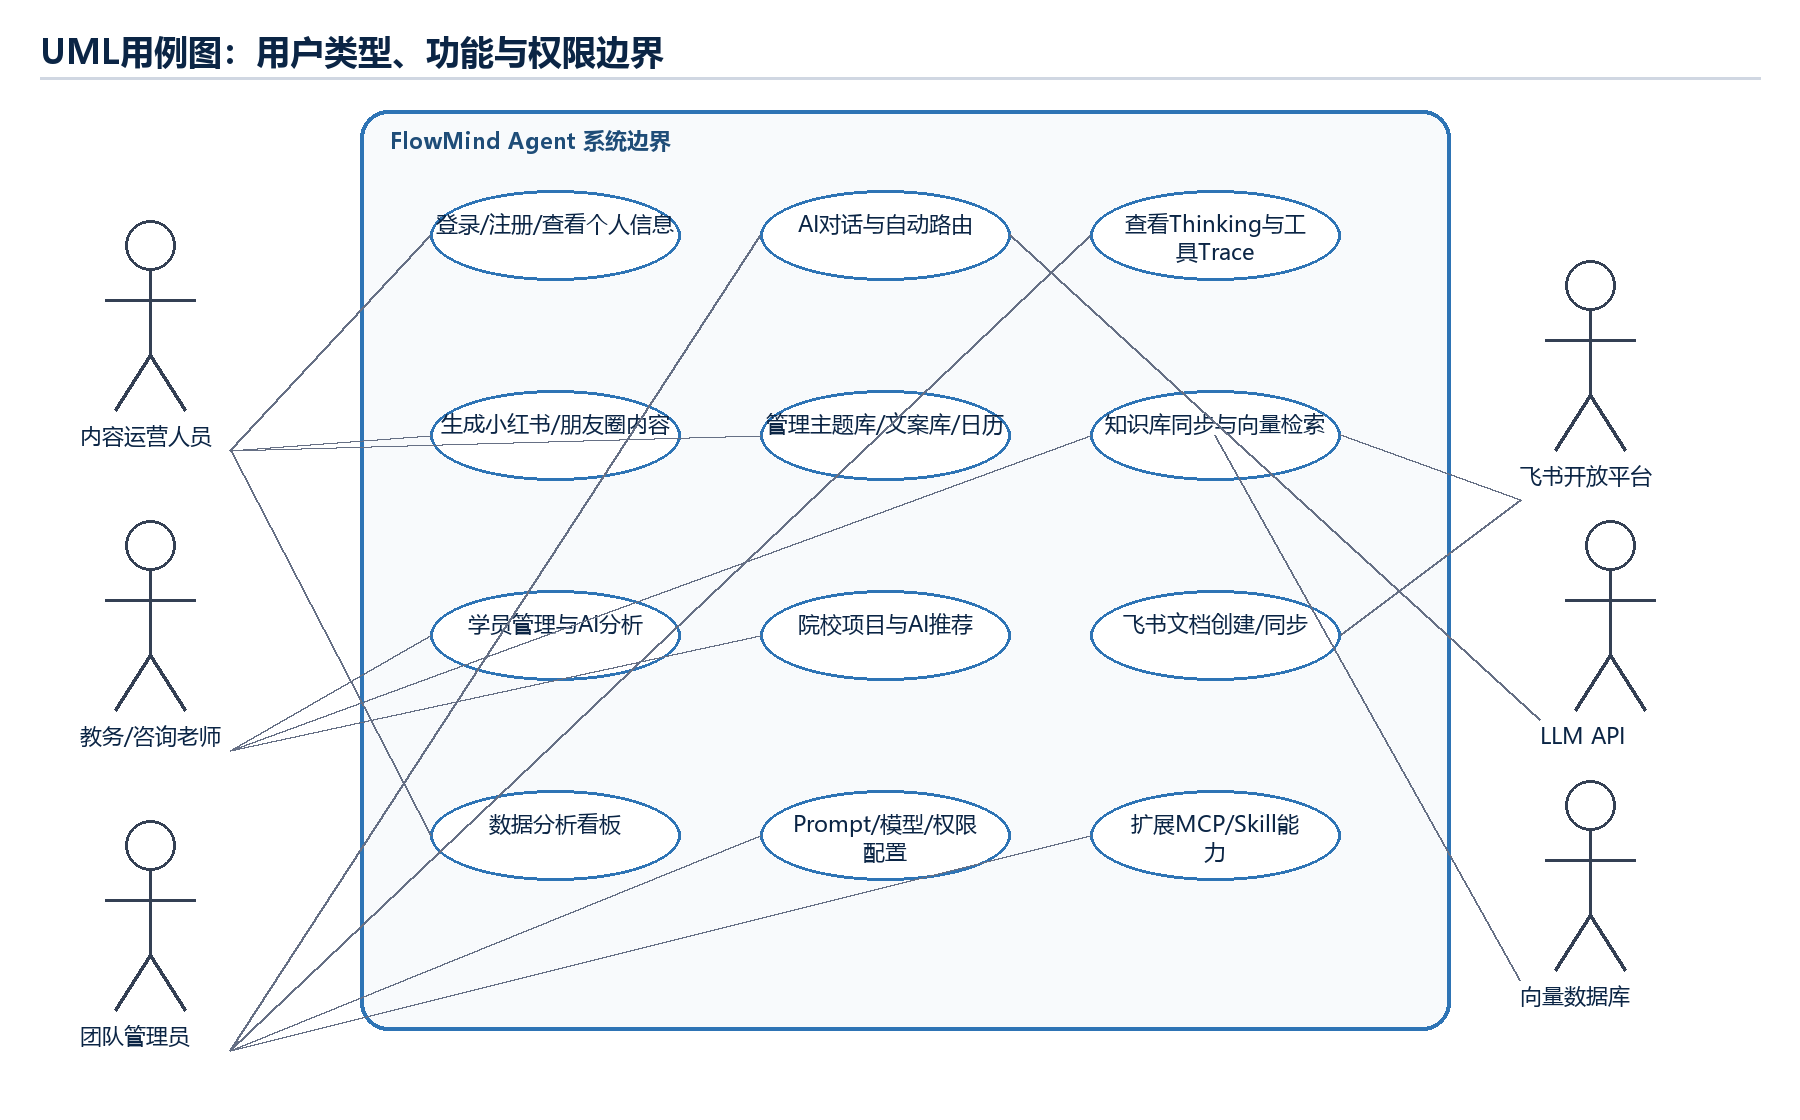 UML用例图：用户类型、功能与权限边界
FlowMind Agent 系统边界
登录/注册/查看个人信息
AI对话与自动路由
查看Thinking与工
具Trace
生成小红书/朋友圈内容
管理主题库/文案库/日历
知识库同步与向量检索
内容运营人员
飞书开放平台
学员管理与AI分析
院校项目与AI推荐
飞书文档创建/同步
教务/咨询老师
LLM API
数据分析看板
Prompt/模型/权限
配置
扩展MCP/Skill能
力
向量数据库
团队管理员